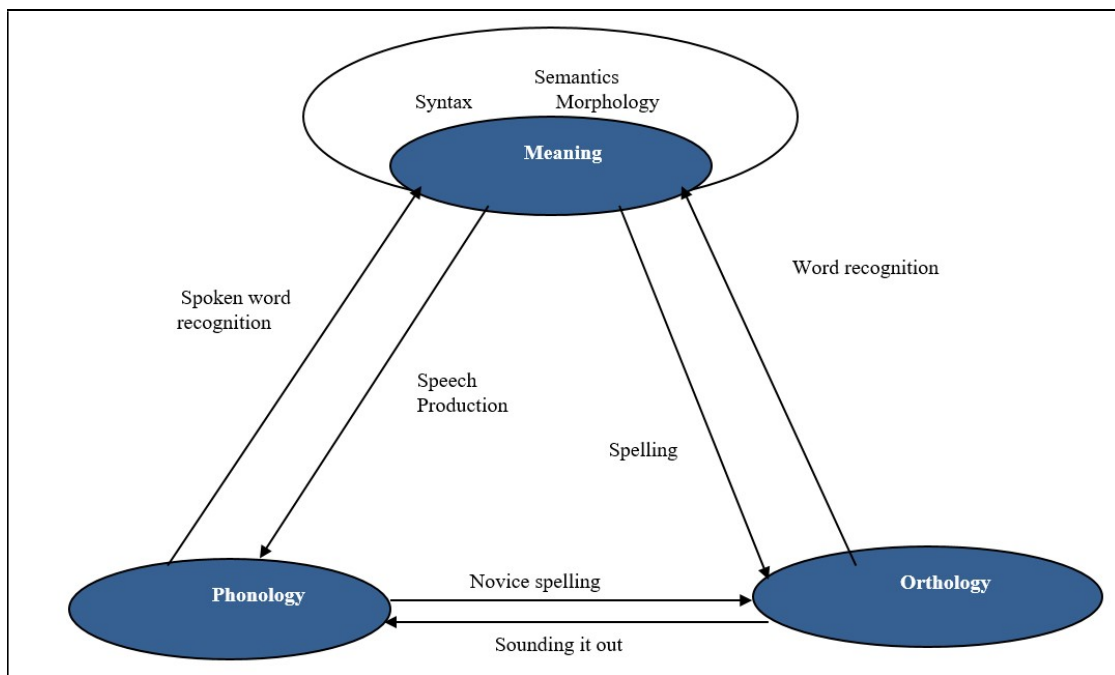 Semantics
Syntax Morphology
Meaning
Word recognition
Spoken word
recognition
Speech
Production
Spelling
Novice spelling
Phonology
Orthology
Sounding it out